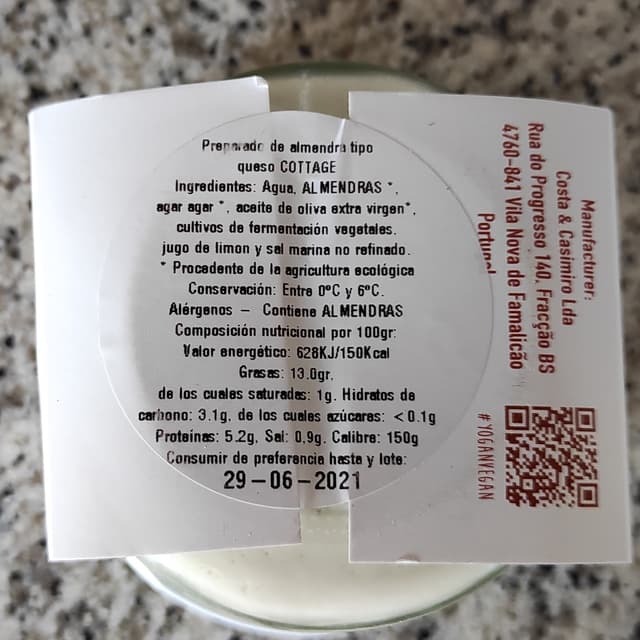 Preparado de almendra tipo
queso COTTAGE
Ingredientes: Agua, ALMENDRAS *,
agar agar *, aceite de oliva extra virgen*,
cultivos de fermentación vegetales.
jugo de limon y sal marina no refinado.
* Procedente de la agricultura ecológica
Conservación: Entre 0ºC y 6ºC.
Alérgenos – Contiene ALMENDRAS
Composición nutricional por 100gr:
Valor energético: 628KJ/150Kcal
Grasas: 13.0gr,
de los cuales saturadas: 1g. Hidratos de
carbono: 3.1g, de los cuales azúcares: <0.1g
Proteínas: 5.2g, Sal: 0,9g. Calibre: 150g
Consumir de preferencia hasta y lote:
29-06-2021
Manufacturer:
Costa & Casimiro Lda
Rua do Progresso 140. Fracção BS
4760-841 Vila Nova de Famalicão
Portugal
#YOGANVEGAN